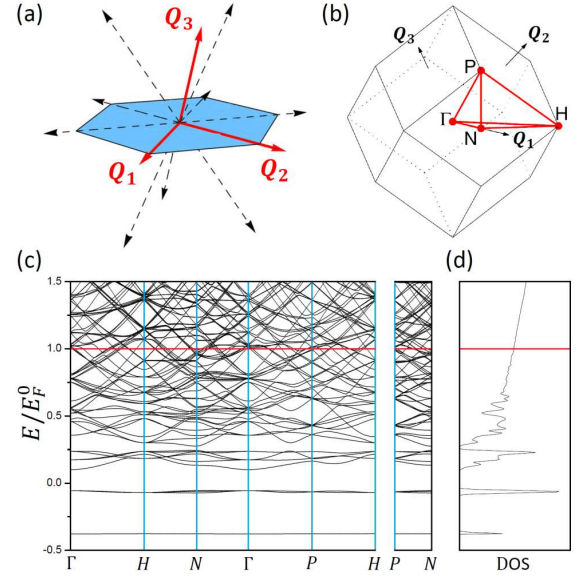 (a)
Q₃
Q₁
Q₂
(b)
Q₃
Q₂
P
Γ
H
N
Q₁
(c)
(d)
1.5
1.0
0.5
0.0
-0.5
E/E_F^0
Γ H N Γ P H P N
DOS